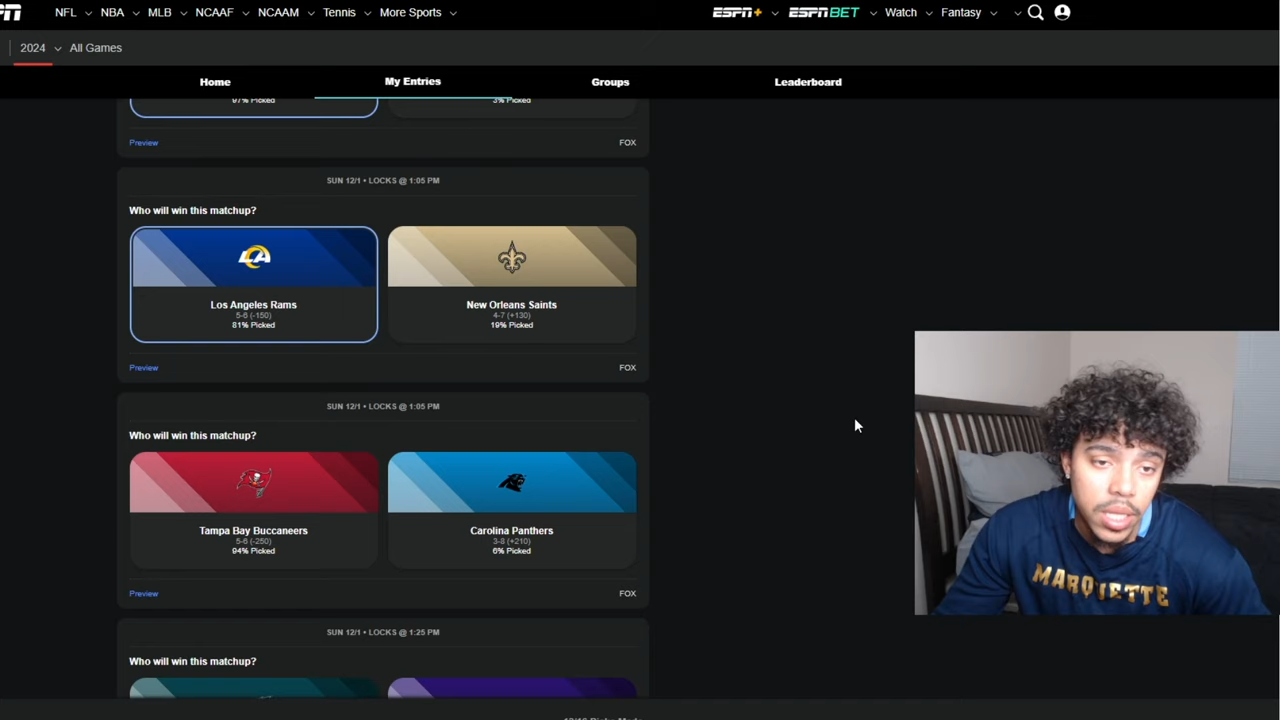 NFL NBA MLB NCAAF NCAAM Tennis More Sports ESPN+ ESPN BET Watch Fantasy
2024 All Games
Home My Entries Groups Leaderboard
97% Picked 3% Picked
Preview FOX
SUN 12/1 • LOCKS @ 1:05 PM
Who will win this matchup?
LA
Los Angeles Rams New Orleans Saints
5-6 (-150) 4-7 (+130)
81% Picked 19% Picked
Preview FOX
SUN 12/1 • LOCKS @ 1:05 PM
Who will win this matchup?
Tampa Bay Buccaneers Carolina Panthers
5-6 (-250) 3-8 (+210)
94% Picked 6% Picked
Preview FOX
SUN 12/1 • LOCKS @ 1:25 PM
Who will win this matchup?
MARQUETTE